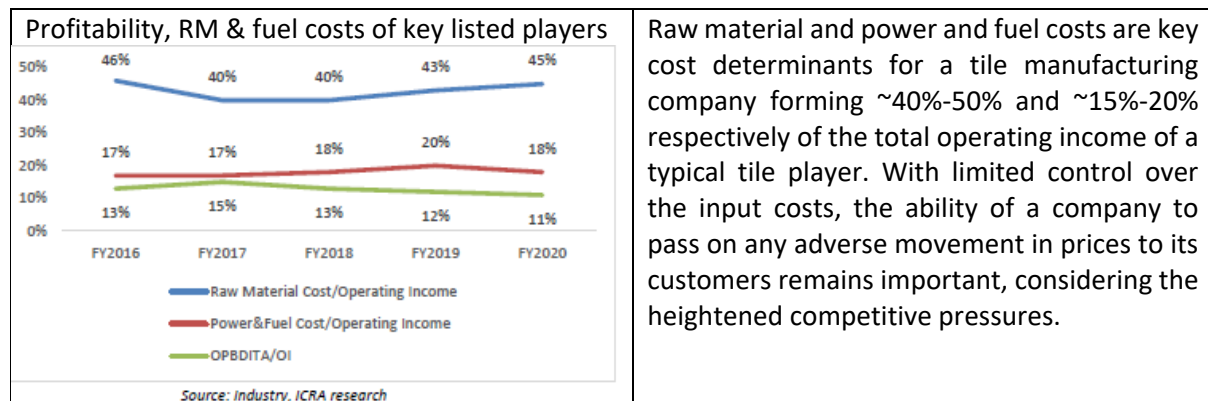 Profitability, RM & fuel costs of key listed players
50%
40%
30%
20%
10%
0%
46%
40%
40%
43%
45%
17%
17%
18%
20%
18%
13%
15%
13%
12%
11%
FY2016
FY2017
FY2018
FY2019
FY2020
Raw Material Cost/Operating Income
Power&Fuel Cost/Operating Income
OPBDITA/OI
Source: Industry, ICRA research
Raw material and power and fuel costs are key
cost determinants for a tile manufacturing
company forming ~40%-50% and ~15%-20%
respectively of the total operating income of a
typical tile player. With limited control over
the input costs, the ability of a company to
pass on any adverse movement in prices to its
customers remains important, considering the
heightened competitive pressures.